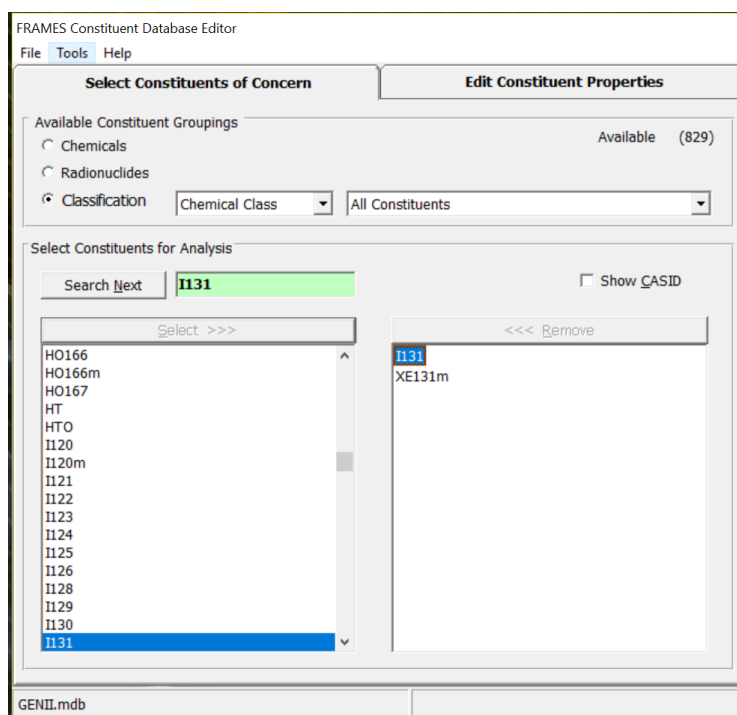 FRAMES Constituent Database Editor
File Tools Help
Select Constituents of Concern
Edit Constituent Properties
Available Constituent Groupings
Available (829)
Chemicals
Radionuclides
Classification
Chemical Class
All Constituents
Select Constituents for Analysis
Search Next
I131
Show CASID
Select >>>
HO166
HO166m
HO167
HT
HTO
I120
I120m
I121
I122
I123
I124
I125
I126
I128
I129
I130
I131
<<< Remove
I131
XE131m
GENII.mdb